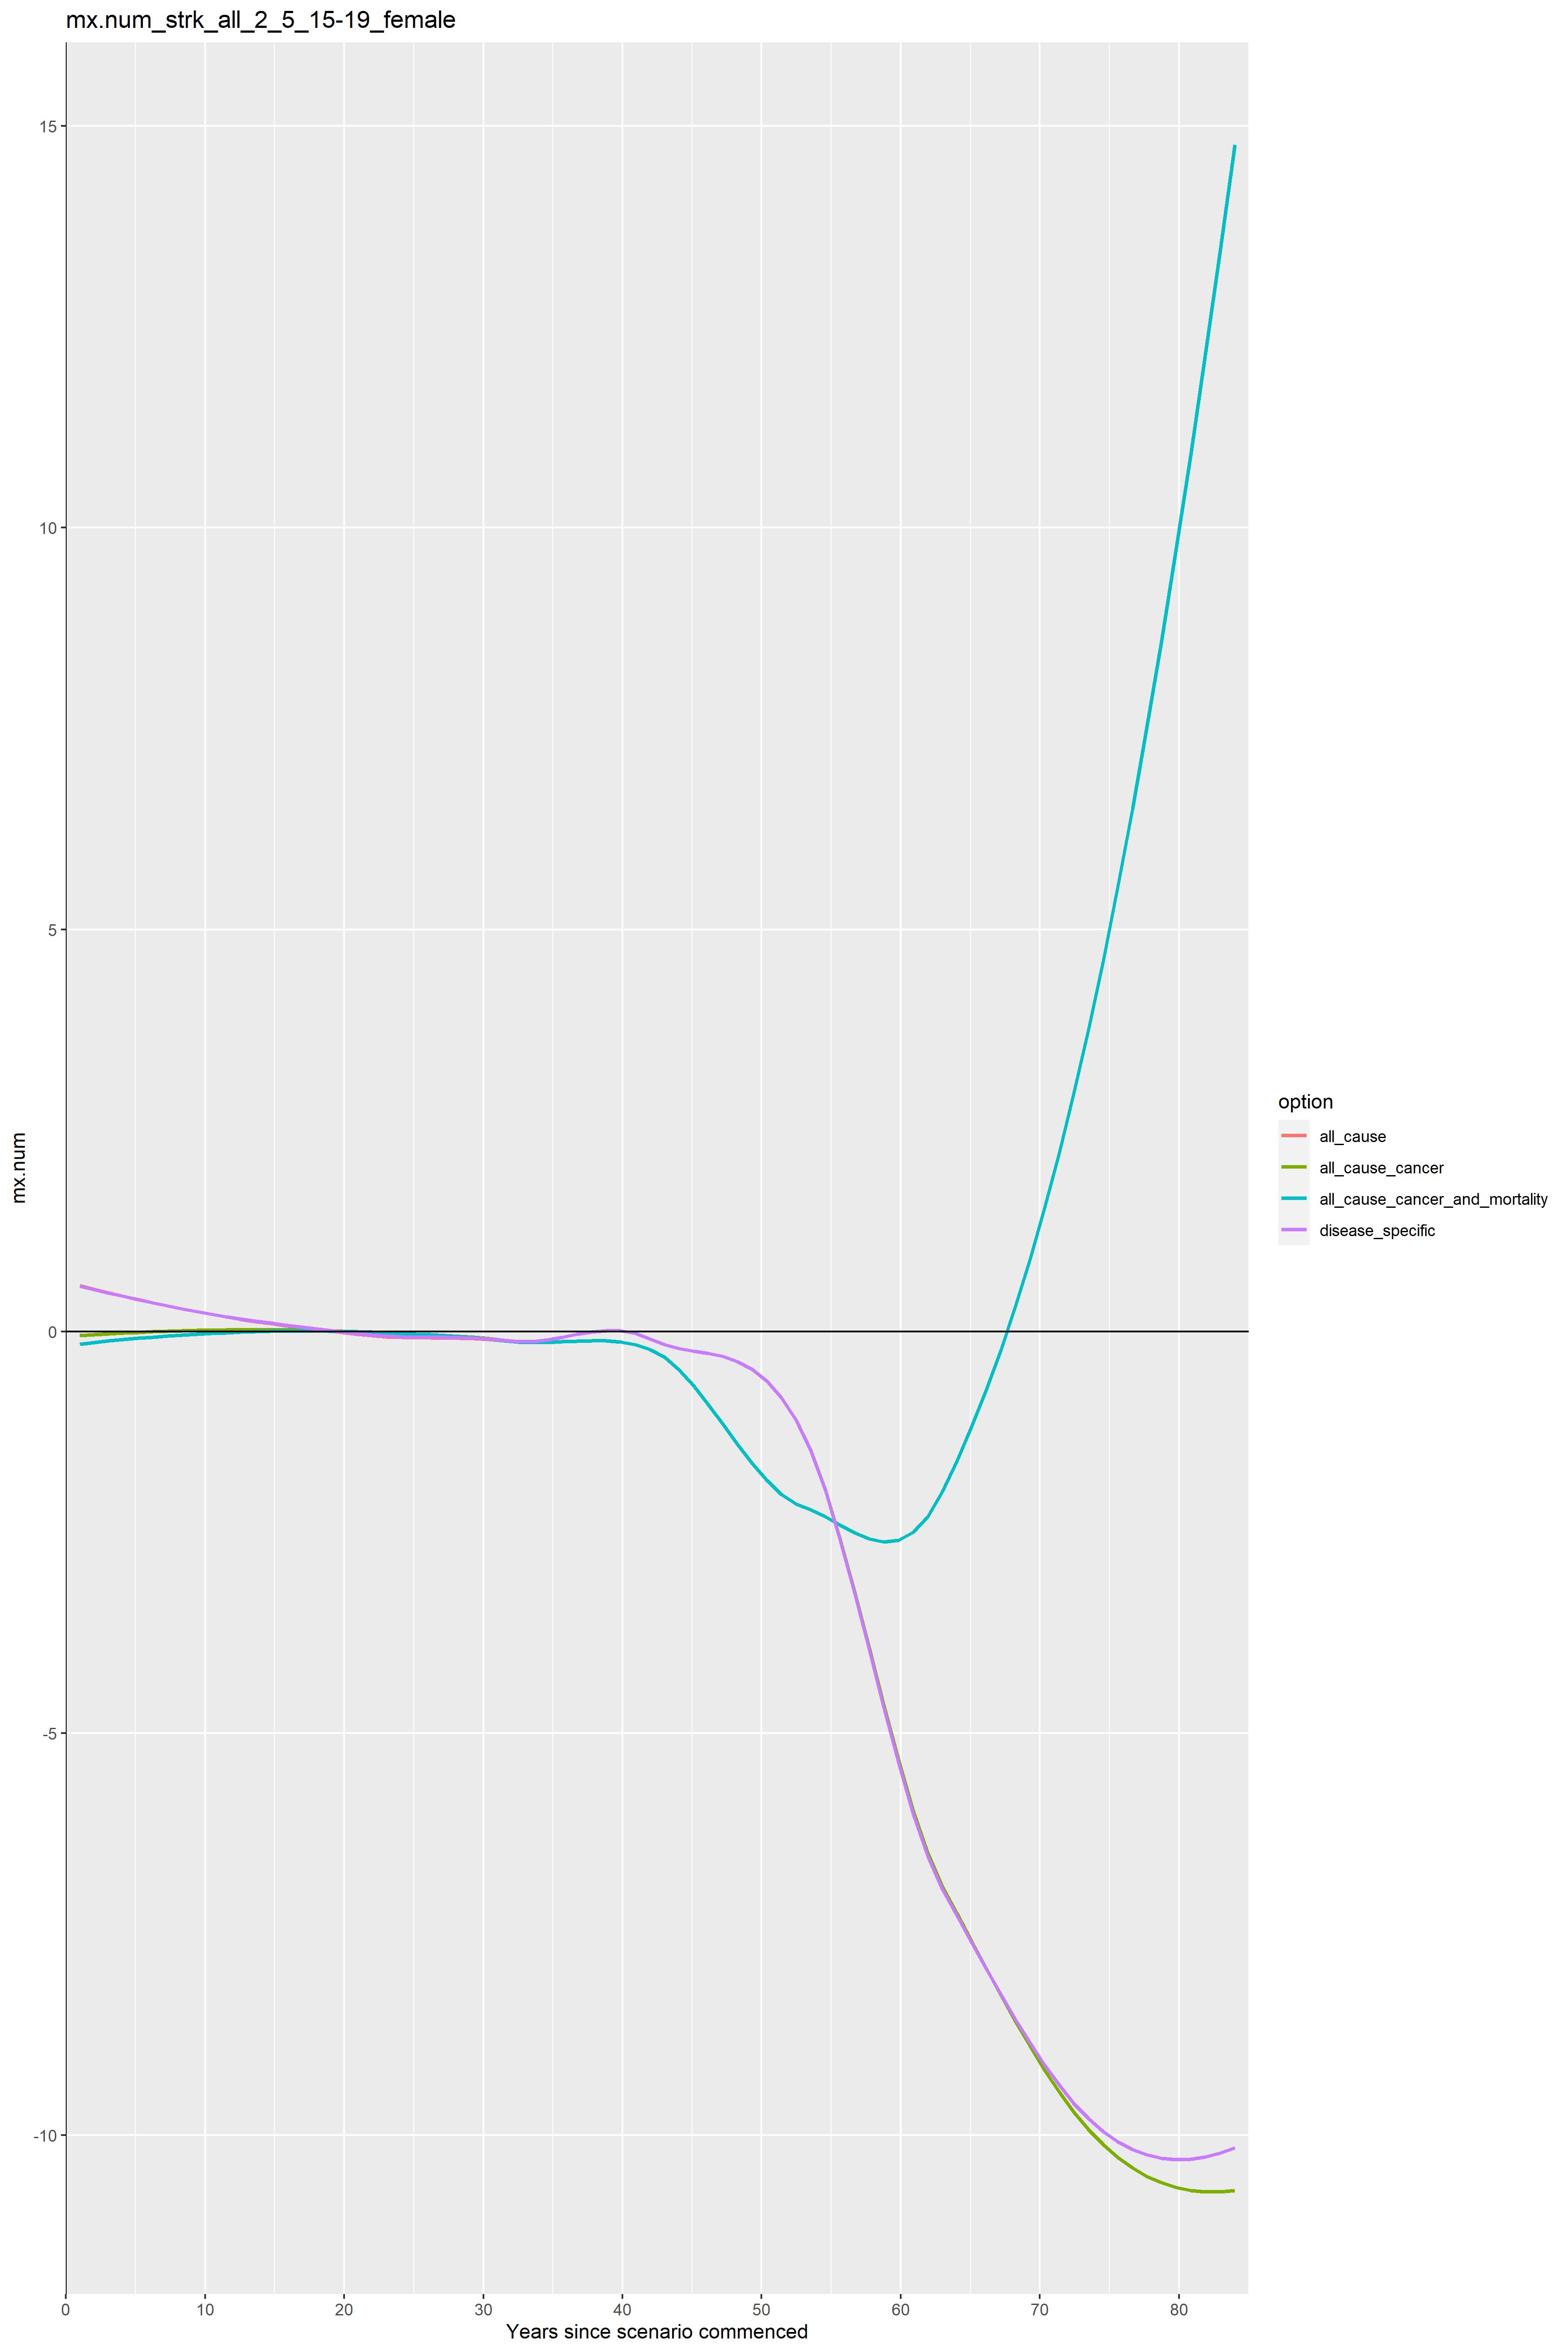 mx.num_strk_all_2_5_15-19_female
15
10
5
0
-5
-10
mx.num
0 10 20 30 40 50 60 70 80
Years since scenario commenced
option
all_cause
all_cause_cancer
all_cause_cancer_and_mortality
disease_specific